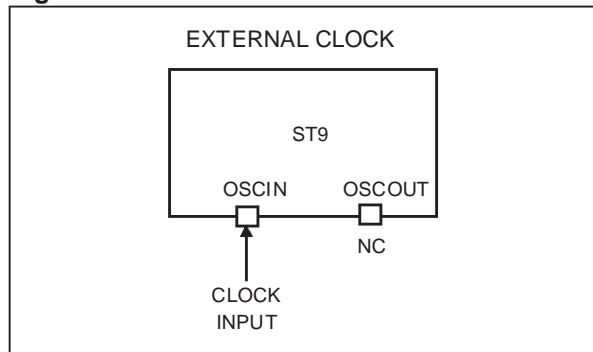 EXTERNAL CLOCK
ST9
OSCIN OSCOUT
NC
CLOCK
INPUT